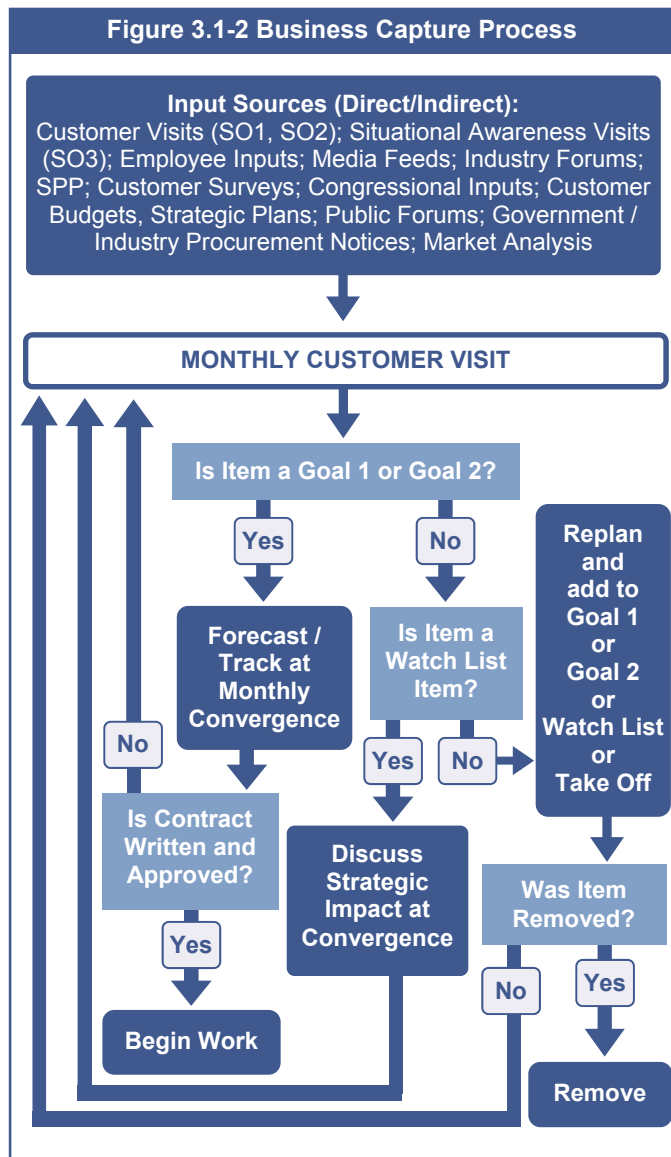 Figure 3.1-2 Business Capture Process
Input Sources (Direct/Indirect):
Customer Visits (SO1, SO2); Situational Awareness Visits
(SO3); Employee Inputs; Media Feeds; Industry Forums;
SPP; Customer Surveys; Congressional Inputs; Customer
Budgets, Strategic Plans; Public Forums; Government /
Industry Procurement Notices; Market Analysis
MONTHLY CUSTOMER VISIT
Is Item a Goal 1 or Goal 2?
Yes
No
Forecast /
Track at
Monthly
Convergence
Is Item a
Watch List
Item?
Replan
and
add to
Goal 1
or
Goal 2
or
Watch List
or
Take Off
No
Yes
No
Is Contract
Written and
Approved?
Discuss
Strategic
Impact at
Convergence
Was Item
Removed?
Yes
No
Yes
Begin Work
Remove